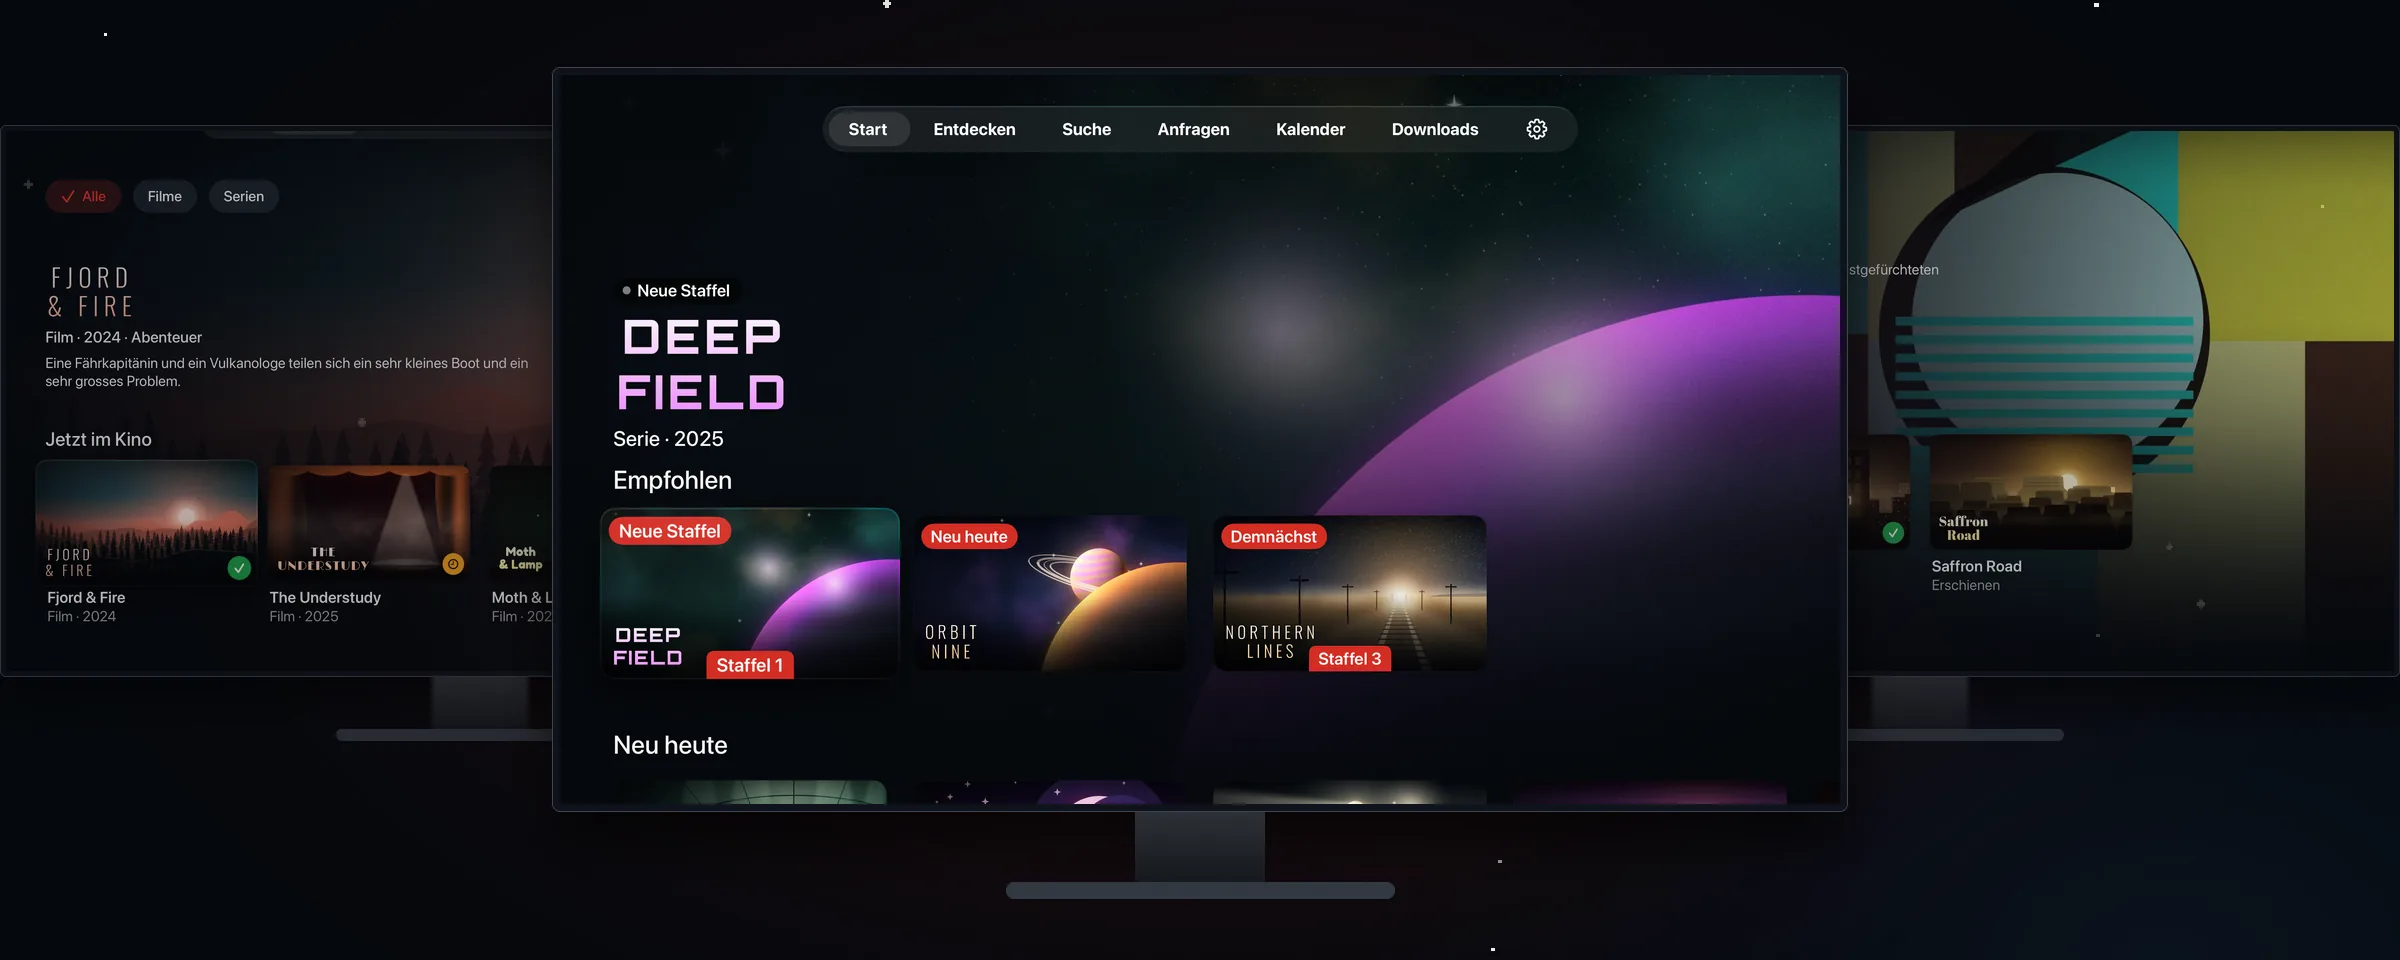 Alle
Filme
Serien
FJORD
& FIRE
Film · 2024 · Abenteuer
Eine Fährkapitänin und ein Vulkanologe teilen sich ein sehr kleines Boot und ein
sehr grosses Problem.
Jetzt im Kino
FJORD
& FIRE
THE
UNDERSTUDY
Moth
& Lamp
Fjord & Fire
Film · 2024
The Understudy
Film · 2025
Moth & L
Film · 202
Start
Entdecken
Suche
Anfragen
Kalender
Downloads
Neue Staffel
DEEP
FIELD
Serie · 2025
Empfohlen
Neue Staffel
DEEP
FIELD
Staffel 1
Neu heute
ORBIT
NINE
Demnächst
NORTHERN
LINES
Staffel 3
Neu heute
stgefürchteten
Saffron
Road
Saffron Road
Erschienen